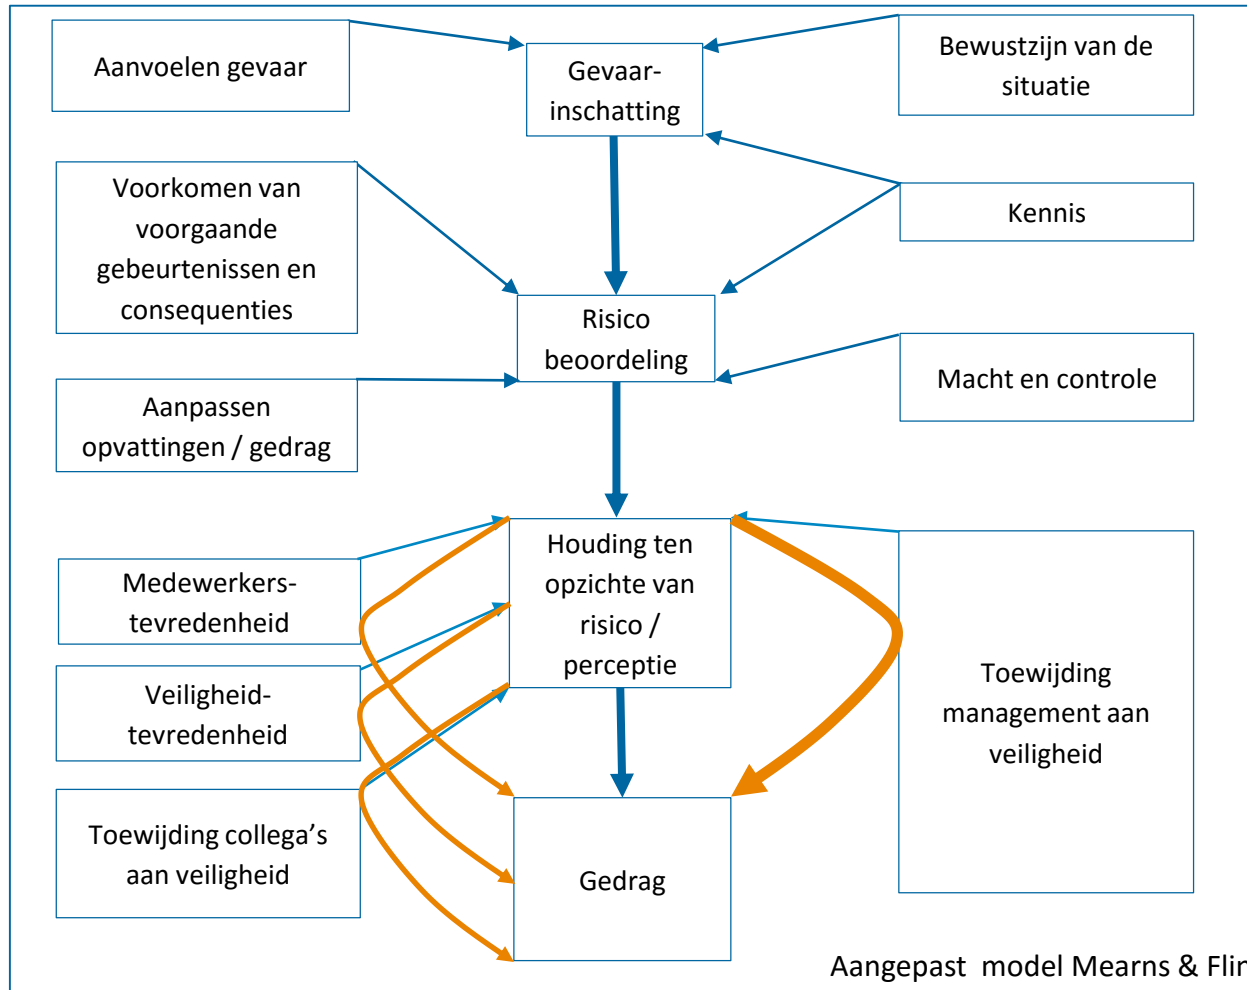 Aanvoelen gevaar
Gevaar-
inschatting
Bewustzijn van de
situatie
Voorkomen van
voorgaande
gebeurtenissen en
consequenties
Kennis
Risico
beoordeling
Macht en controle
Aanpassen
opvattingen / gedrag
Houding ten
opzichte van
risico /
perceptie
Medewerkers-
tevredenheid
Veiligheid-
tevredenheid
Toewijding
management aan
veiligheid
Toewijding collega's
aan veiligheid
Gedrag
Aangepast model Mearns & Flin